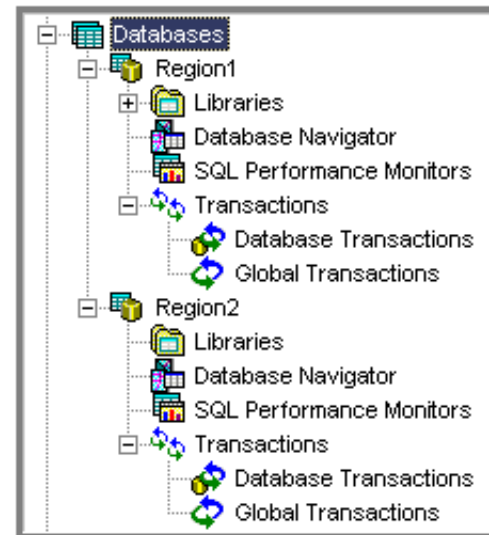 Databases
Region1
Libraries
Database Navigator
SQL Performance Monitors
Transactions
Database Transactions
Global Transactions
Region2
Libraries
Database Navigator
SQL Performance Monitors
Transactions
Database Transactions
Global Transactions